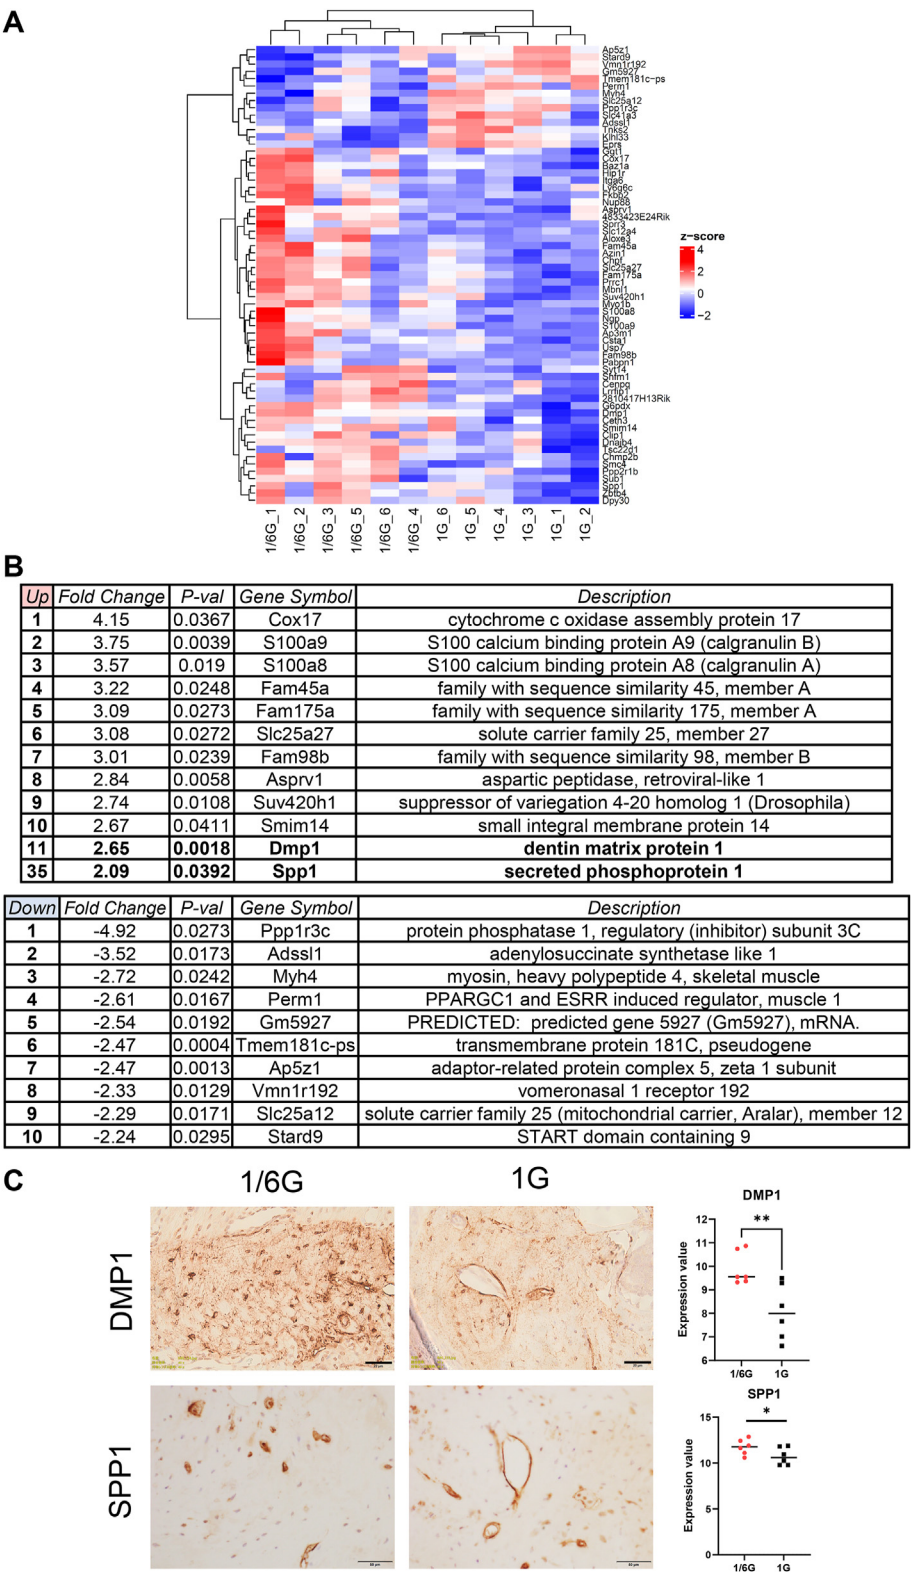 A
Ap5z1
Stard9
Vmn1r192
Gm5927
Tmem181c-ps
Perm1
Myh4
Slc25a12
Ppp1r3c
Slc41a3
Adssl1
Tnks2
Klhl33
Eprs
Ggt1
Cox17
Baz1a
Hip1r
Itga6
Ly6g6c
Fkbp2
Nup88
Asprv1
4833423E24Rik
Sprr3
Slc12a4
Aloxe3
Fam45a
Azin1
Chpf
Slc25a27
Fam175a
Prrc1
Mbnl1
Suv420h1
Myo1b
S100a8
Ngp
S100a9
Ap3m1
Csta1
Usp7
Fam98b
Pabpn1
Syt14
Shfm1
Cenpq
Lrrfip1
2810417H13Rik
G6pdx
Dmp1
Cetn3
Smim14
Clip1
Dnajb4
Tsc22d1
Chmp2b
Smc4
Ppp2r1b
Sub1
Spp1
Zbtb4
Dpy30
z-score
4
2
0
-2
1/6G_1 1/6G_2 1/6G_3 1/6G_5 1/6G_6 1/6G_4 1G_6 1G_5 1G_4 1G_3 1G_1 1G_2
B
Up Fold Change P-val Gene Symbol Description
1 4.15 0.0367 Cox17 cytochrome c oxidase assembly protein 17
2 3.75 0.0039 S100a9 S100 calcium binding protein A9 (calgranulin B)
3 3.57 0.019 S100a8 S100 calcium binding protein A8 (calgranulin A)
4 3.22 0.0248 Fam45a family with sequence similarity 45, member A
5 3.09 0.0273 Fam175a family with sequence similarity 175, member A
6 3.08 0.0272 Slc25a27 solute carrier family 25, member 27
7 3.01 0.0239 Fam98b family with sequence similarity 98, member B
8 2.84 0.0058 Asprv1 aspartic peptidase, retroviral-like 1
9 2.74 0.0108 Suv420h1 suppressor of variegation 4-20 homolog 1 (Drosophila)
10 2.67 0.0411 Smim14 small integral membrane protein 14
11 2.65 0.0018 Dmp1 dentin matrix protein 1
35 2.09 0.0392 Spp1 secreted phosphoprotein 1
Down Fold Change P-val Gene Symbol Description
1 -4.92 0.0273 Ppp1r3c protein phosphatase 1, regulatory (inhibitor) subunit 3C
2 -3.52 0.0173 Adssl1 adenylosuccinate synthetase like 1
3 -2.72 0.0242 Myh4 myosin, heavy polypeptide 4, skeletal muscle
4 -2.61 0.0167 Perm1 PPARGC1 and ESRR induced regulator, muscle 1
5 -2.54 0.0192 Gm5927 PREDICTED: predicted gene 5927 (Gm5927), mRNA.
6 -2.47 0.0004 Tmem181c-ps transmembrane protein 181C, pseudogene
7 -2.47 0.0013 Ap5z1 adaptor-related protein complex 5, zeta 1 subunit
8 -2.33 0.0129 Vmn1r192 vomeronasal 1 receptor 192
9 -2.29 0.0171 Slc25a12 solute carrier family 25 (mitochondrial carrier, Aralar), member 12
10 -2.24 0.0295 Stard9 START domain containing 9
C
1/6G 1G
DMP1
DMP1
**
Expression value
12
11
10
9
8
7
6
1/6G 1G
SPP1
SPP1
*
Expression value
15
10
5
0
1/6G 1G